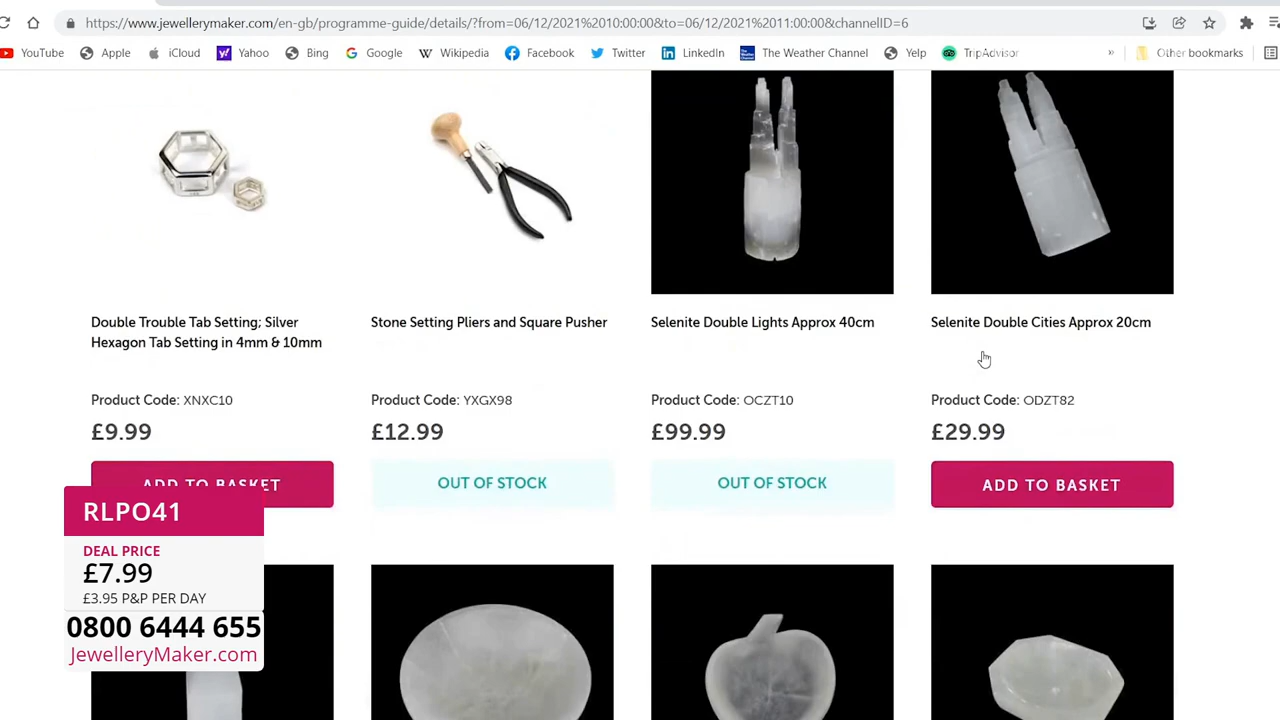 https://www.jewellerymaker.com/en-gb/programme-guide/details/?from=06/12/2021%2010:00:00&to=06/12/2021%2011:00:00&channelID=6
YouTube Apple iCloud Yahoo Bing Google Wikipedia Facebook Twitter LinkedIn The Weather Channel Yelp TripAdvisor » Other bookmarks
Double Trouble Tab Setting; Silver
Hexagon Tab Setting in 4mm & 10mm
Product Code: XNXC10
£9.99
ADD TO BASKET
Stone Setting Pliers and Square Pusher
Product Code: YXGX98
£12.99
OUT OF STOCK
Selenite Double Lights Approx 40cm
Product Code: OCZT10
£99.99
OUT OF STOCK
Selenite Double Cities Approx 20cm
Product Code: ODZT82
£29.99
ADD TO BASKET
RLPO41
DEAL PRICE
£7.99
£3.95 P&P PER DAY
0800 6444 655
JewelleryMaker.com